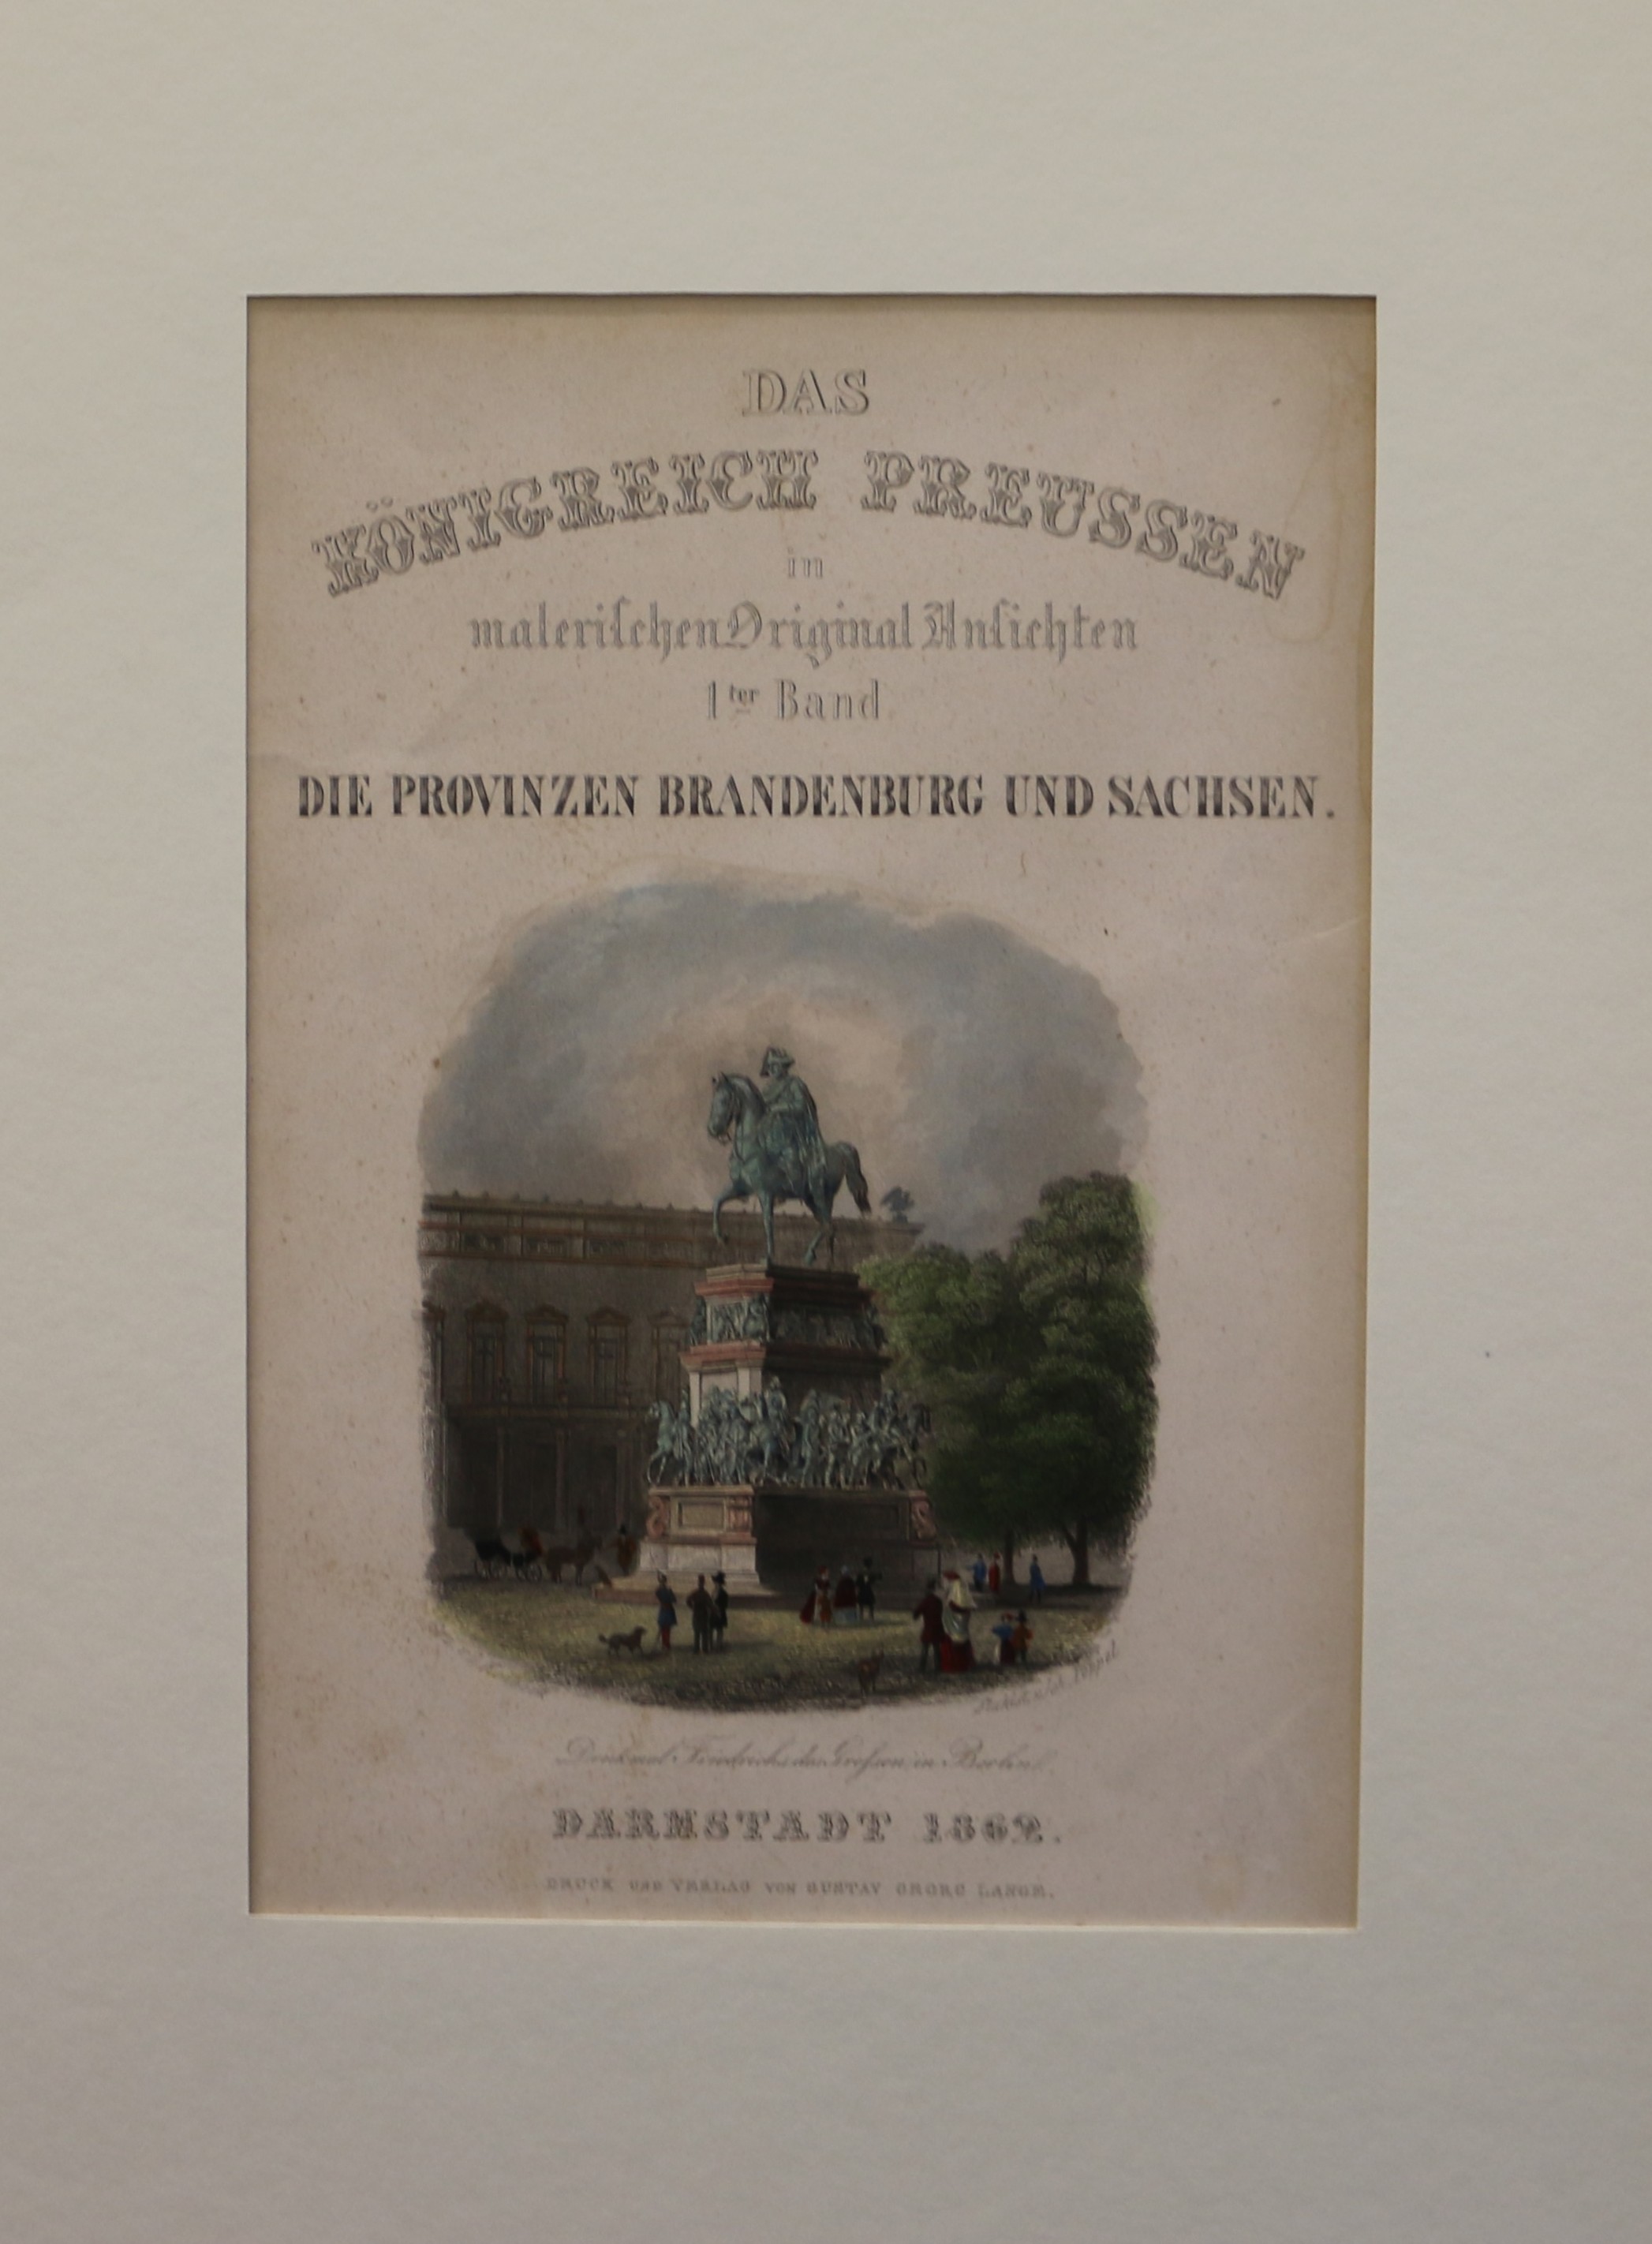 DAS
KÖNIGREICH PREUSSEN
in
maleriſchen Original Anſichten
1ter Band
DIE PROVINZEN BRANDENBURG UND SACHSEN.
Denkmal Friedrichs des Großen in Berlin
DARMSTADT 1862.
DRUCK UND VERLAG VON GUSTAV GEORG LANGE.